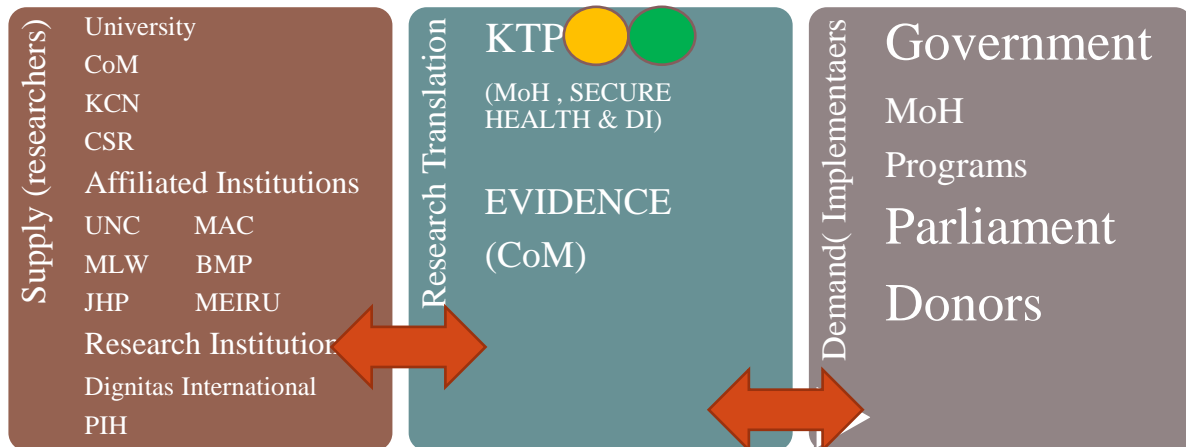 Supply (researchers)
University
CoM
KCN
CSR
Affiliated Institutions
UNC MAC
MLW BMP
JHP MEIRU
Research Institution
Dignitas International
PIH
Research Translation
KTP
(MoH , SECURE
HEALTH & DI)
EVIDENCE
(CoM)
Demand( Implementaers
Government
MoH
Programs
Parliament
Donors